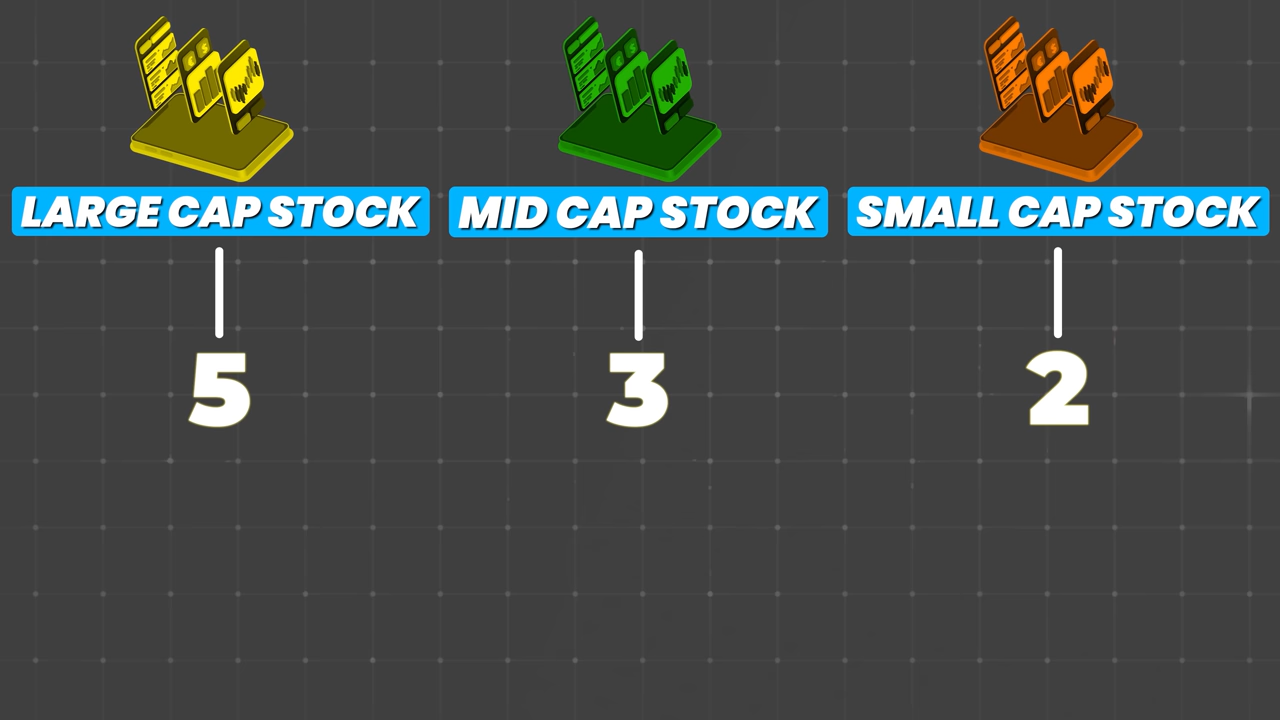 LARGE CAP STOCK
MID CAP STOCK
SMALL CAP STOCK
5
3
2